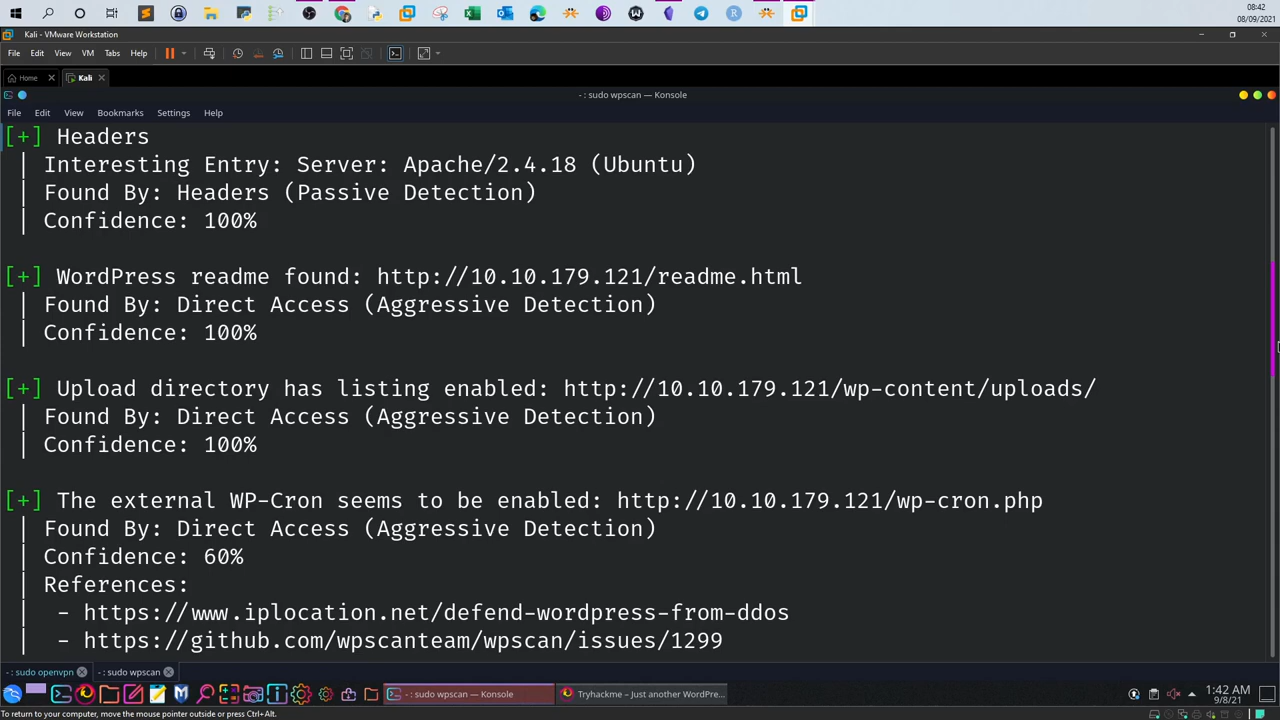 08:42
08/09/2021
Kali - VMware Workstation
File Edit View VM Tabs Help
Home Kali
- : sudo wpscan — Konsole
File Edit View Bookmarks Settings Help
[+] Headers
| Interesting Entry: Server: Apache/2.4.18 (Ubuntu)
| Found By: Headers (Passive Detection)
| Confidence: 100%
[+] WordPress readme found: http://10.10.179.121/readme.html
| Found By: Direct Access (Aggressive Detection)
| Confidence: 100%
[+] Upload directory has listing enabled: http://10.10.179.121/wp-content/uploads/
| Found By: Direct Access (Aggressive Detection)
| Confidence: 100%
[+] The external WP-Cron seems to be enabled: http://10.10.179.121/wp-cron.php
| Found By: Direct Access (Aggressive Detection)
| Confidence: 60%
| References:
|  - https://www.iplocation.net/defend-wordpress-from-ddos
|  - https://github.com/wpscanteam/wpscan/issues/1299
- : sudo openvpn - : sudo wpscan
- : sudo wpscan — Konsole Tryhackme – Just another WordPre... 1:42 AM
9/8/21
To return to your computer, move the mouse pointer outside or press Ctrl+Alt.